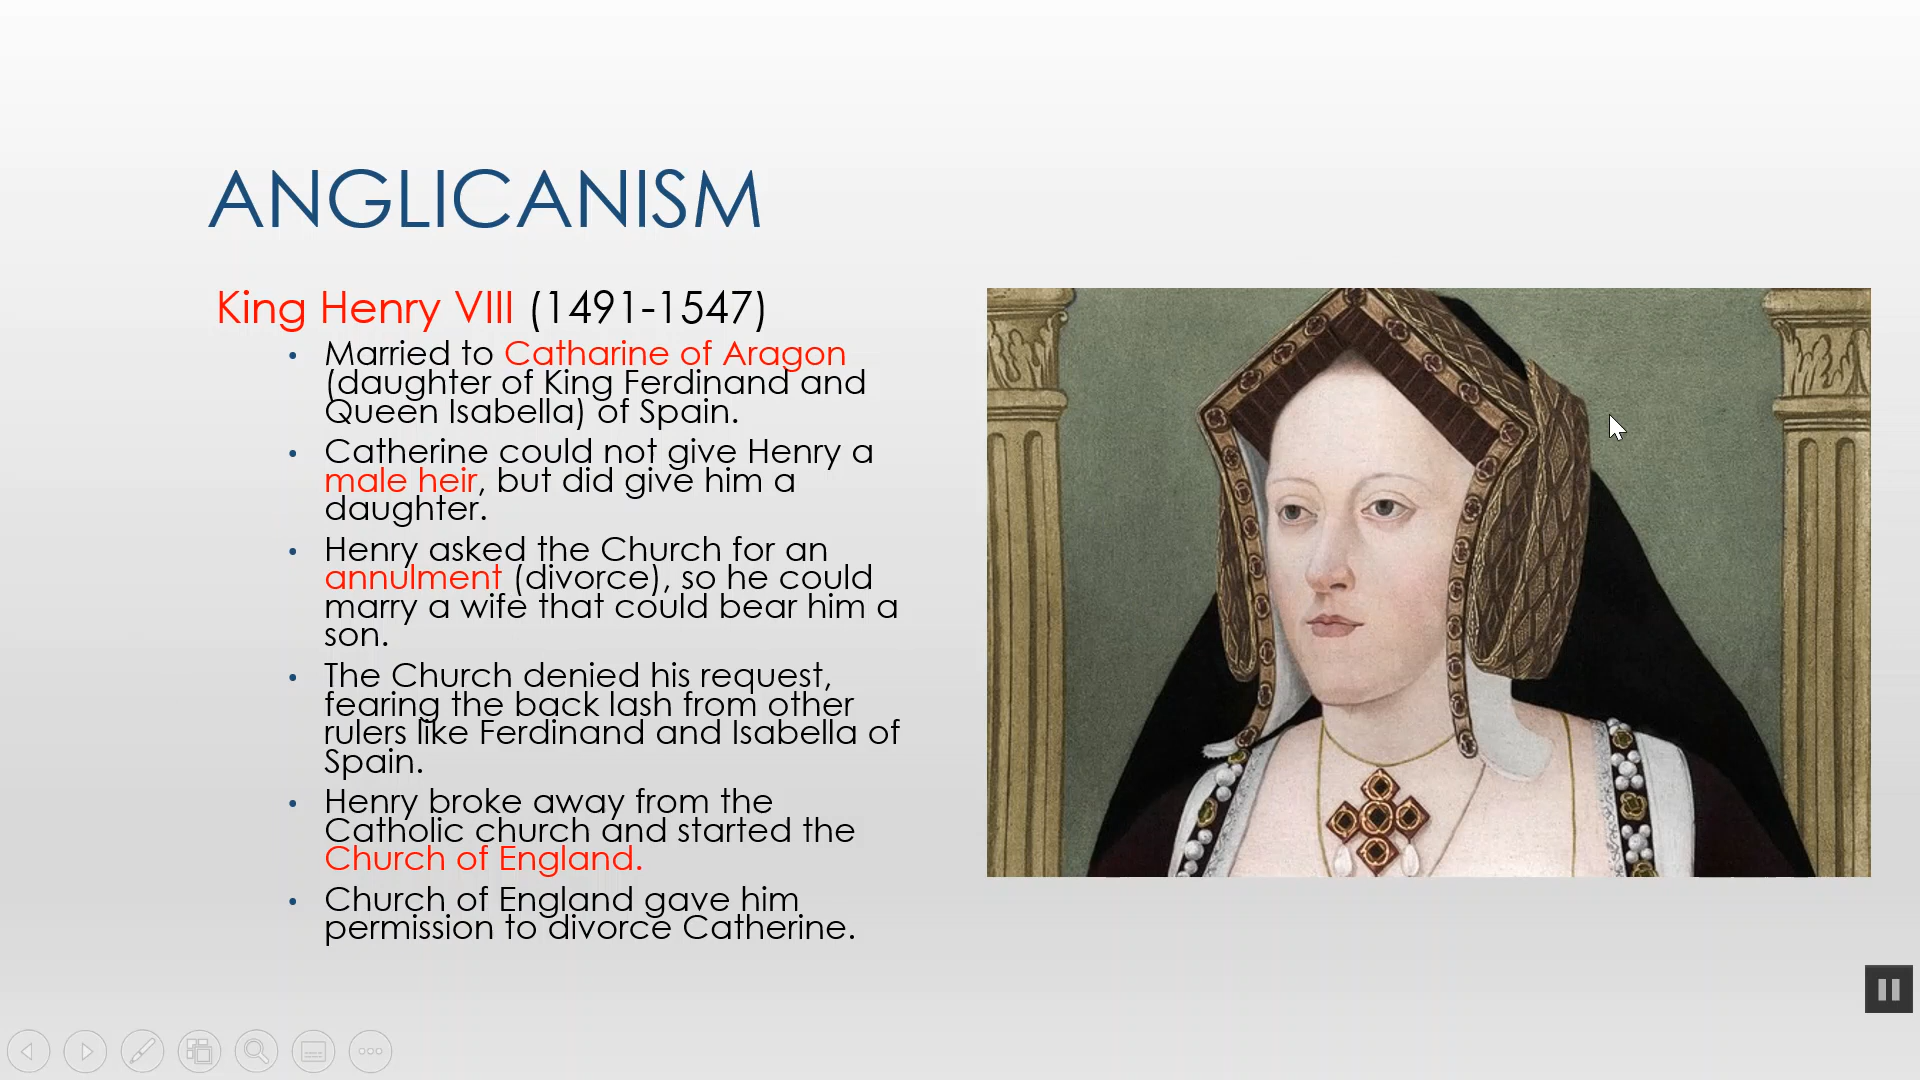 ANGLICANISM
King Henry VIII (1491-1547)
• Married to Catharine of Aragon
(daughter of King Ferdinand and
Queen Isabella) of Spain.
• Catherine could not give Henry a
male heir, but did give him a
daughter.
• Henry asked the Church for an
annulment (divorce), so he could
marry a wife that could bear him a
son.
• The Church denied his request,
fearing the back lash from other
rulers like Ferdinand and Isabella of
Spain.
• Henry broke away from the
Catholic church and started the
Church of England.
• Church of England gave him
permission to divorce Catherine.